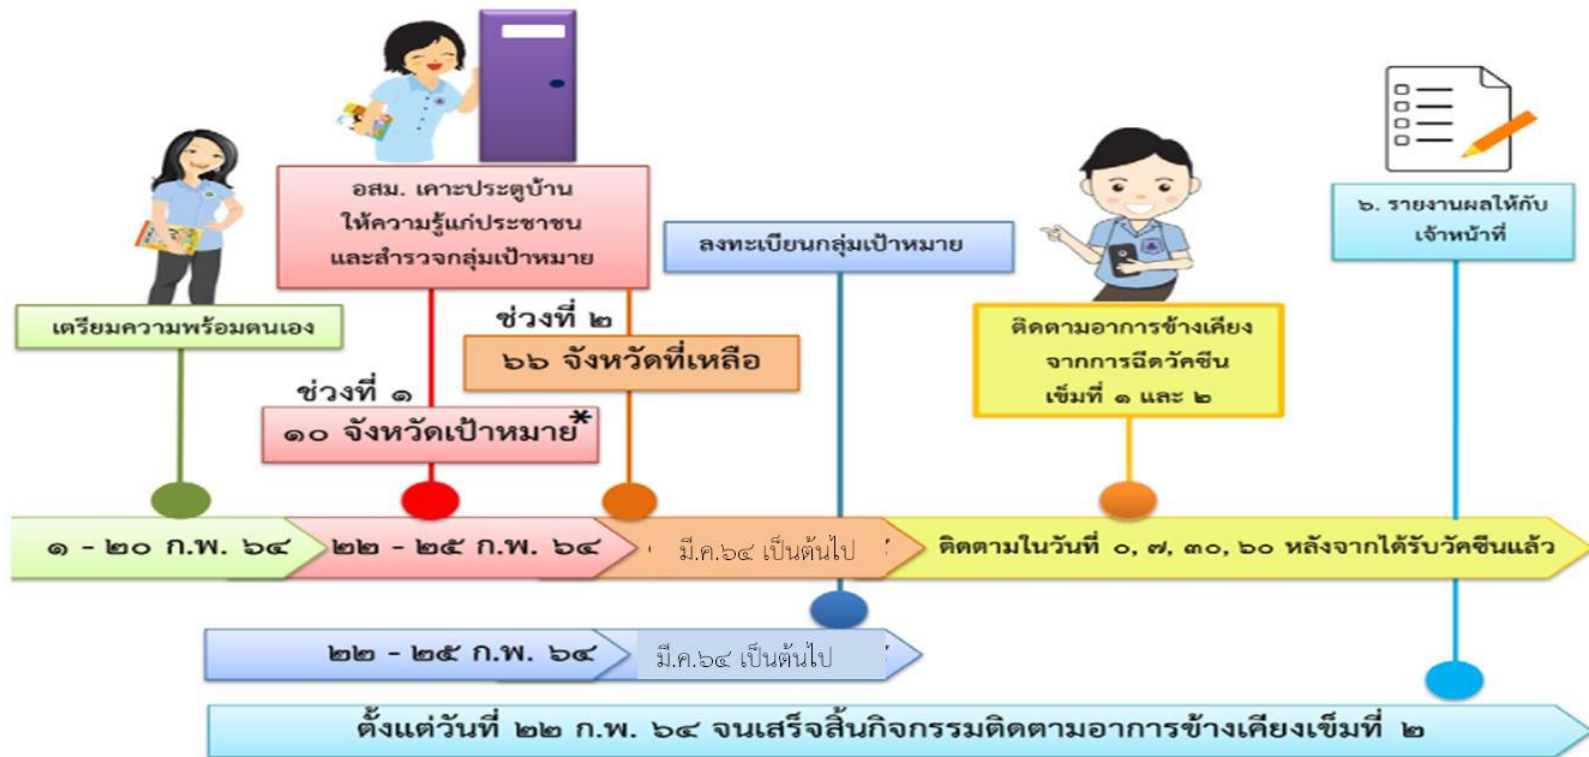 อสม. เคาะประตูบ้าน
ให้ความรู้แก่ประชาชน
และสำรวจกลุ่มเป้าหมาย
๖. รายงานผลให้กับ
เจ้าหน้าที่
ลงทะเบียนกลุ่มเป้าหมาย
เตรียมความพร้อมตนเอง
ช่วงที่ ๒
๖๖ จังหวัดที่เหลือ
ติดตามอาการข้างเคียง
จากการฉีดวัคซีน
เข็มที่ ๑ และ ๒
ช่วงที่ ๑
๑๐ จังหวัดเป้าหมาย*
๑ - ๒๐ ก.พ. ๖๔
๒๒ - ๒๕ ก.พ. ๖๔
มี.ค.๖๔ เป็นต้นไป
ติดตามในวันที่ ๐, ๗, ๓๐, ๖๐ หลังจากได้รับวัคซีนแล้ว
๒๒ - ๒๕ ก.พ. ๖๔
มี.ค.๖๔ เป็นต้นไป
ตั้งแต่วันที่ ๒๒ ก.พ. ๖๔ จนเสร็จสิ้นกิจกรรมติดตามอาการข้างเคียงเข็มที่ ๒